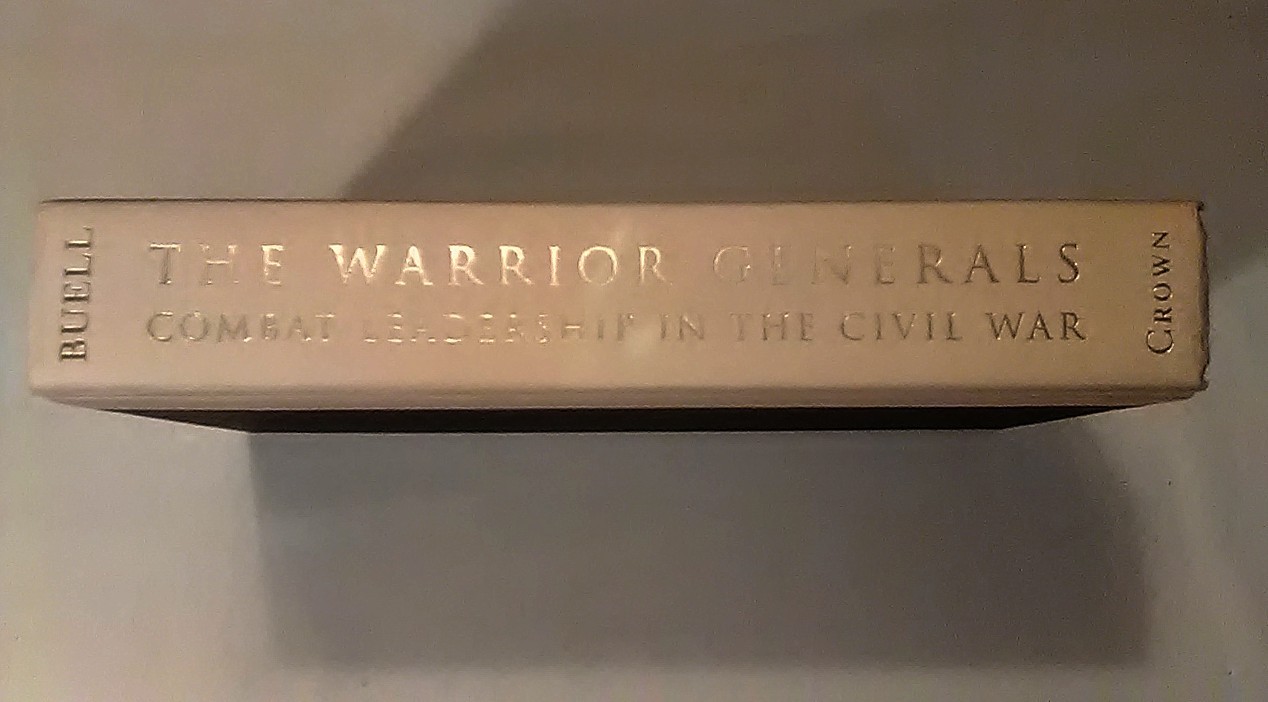 BUELL
THE WARRIOR GENERALS
COMBAT LEADERSHIP IN THE CIVIL WAR
CROWN